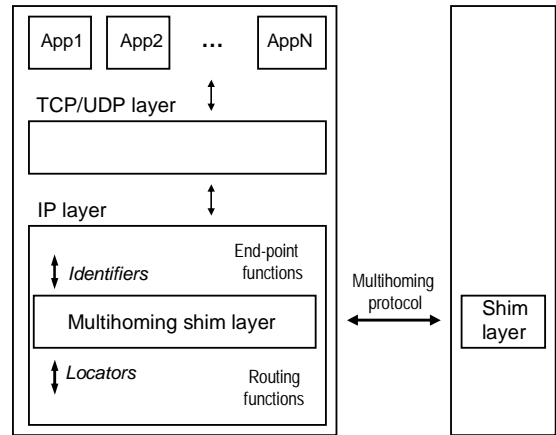 App1 App2 ... AppN
TCP/UDP layer
IP layer
End-point
functions
Identifiers
Multihoming
protocol
Multihoming shim layer
Shim
layer
Locators
Routing
functions